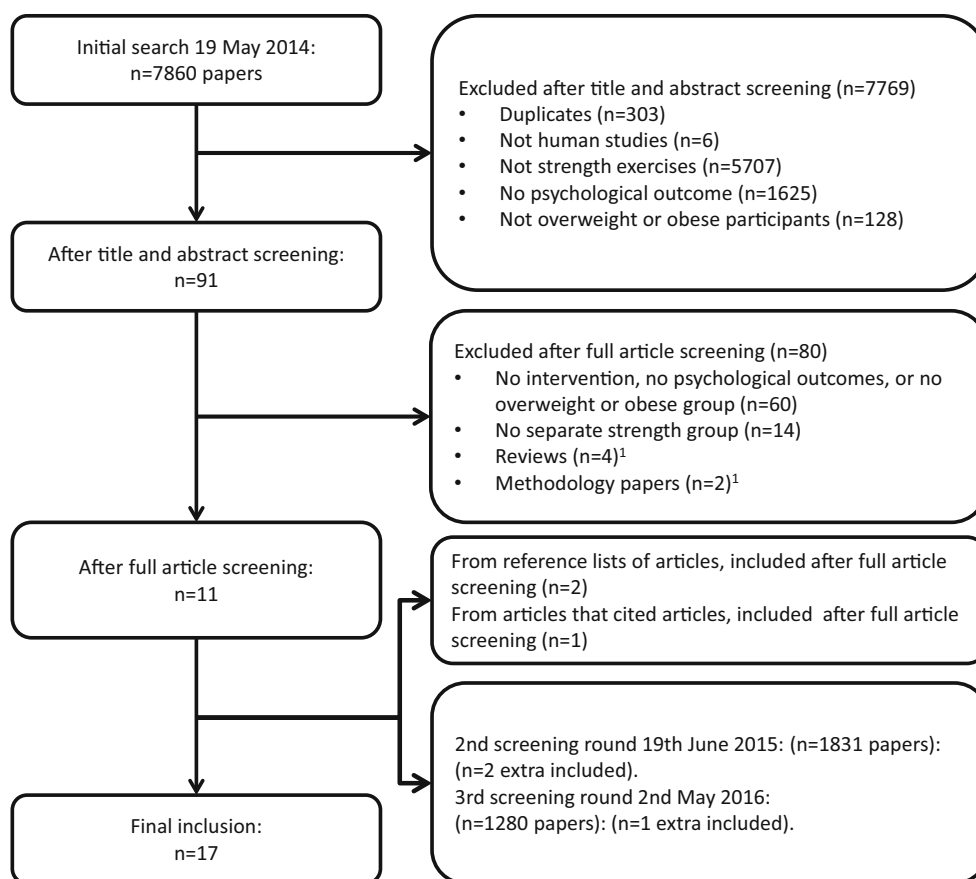 Initial search 19 May 2014:
n=7860 papers
Excluded after title and abstract screening (n=7769)
• Duplicates (n=303)
• Not human studies (n=6)
• Not strength exercises (n=5707)
• No psychological outcome (n=1625)
• Not overweight or obese participants (n=128)
After title and abstract screening:
n=91
Excluded after full article screening (n=80)
• No intervention, no psychological outcomes, or no
overweight or obese group (n=60)
• No separate strength group (n=14)
• Reviews (n=4)¹
• Methodology papers (n=2)¹
After full article screening:
n=11
From reference lists of articles, included after full article
screening (n=2)
From articles that cited articles, included after full article
screening (n=1)
2nd screening round 19th June 2015: (n=1831 papers):
(n=2 extra included).
3rd screening round 2nd May 2016:
(n=1280 papers): (n=1 extra included).
Final inclusion:
n=17